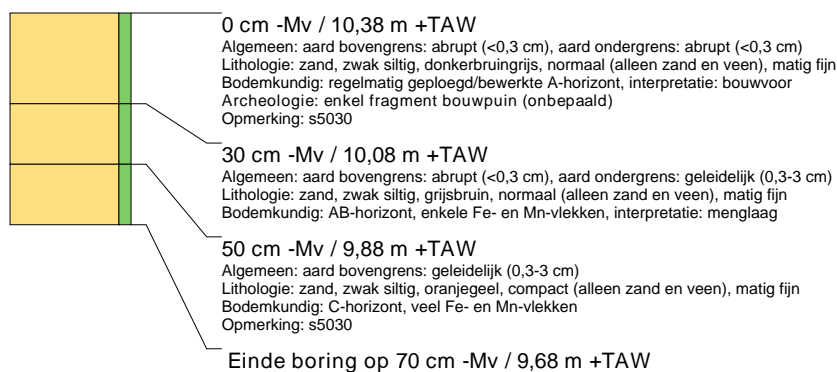 0 cm -Mv / 10,38 m +TAW
Algemeen: aard bovengrens: abrupt (<0,3 cm), aard ondergrens: abrupt (<0,3 cm)
Lithologie: zand, zwak siltig, donkerbruingrijs, normaal (alleen zand en veen), matig fijn
Bodemkundig: regelmatig geploegd/bewerkte A-horizont, interpretatie: bouwvoor
Archeologie: enkel fragment bouwpuin (onbepaald)
Opmerking: s5030
30 cm -Mv / 10,08 m +TAW
Algemeen: aard bovengrens: abrupt (<0,3 cm), aard ondergrens: geleidelijk (0,3-3 cm)
Lithologie: zand, zwak siltig, grijsbruin, normaal (alleen zand en veen), matig fijn
Bodemkundig: AB-horizont, enkele Fe- en Mn-vlekken, interpretatie: menglaag
50 cm -Mv / 9,88 m +TAW
Algemeen: aard bovengrens: geleidelijk (0,3-3 cm)
Lithologie: zand, zwak siltig, oranjegeel, compact (alleen zand en veen), matig fijn
Bodemkundig: C-horizont, veel Fe- en Mn-vlekken
Opmerking: s5030
Einde boring op 70 cm -Mv / 9,68 m +TAW